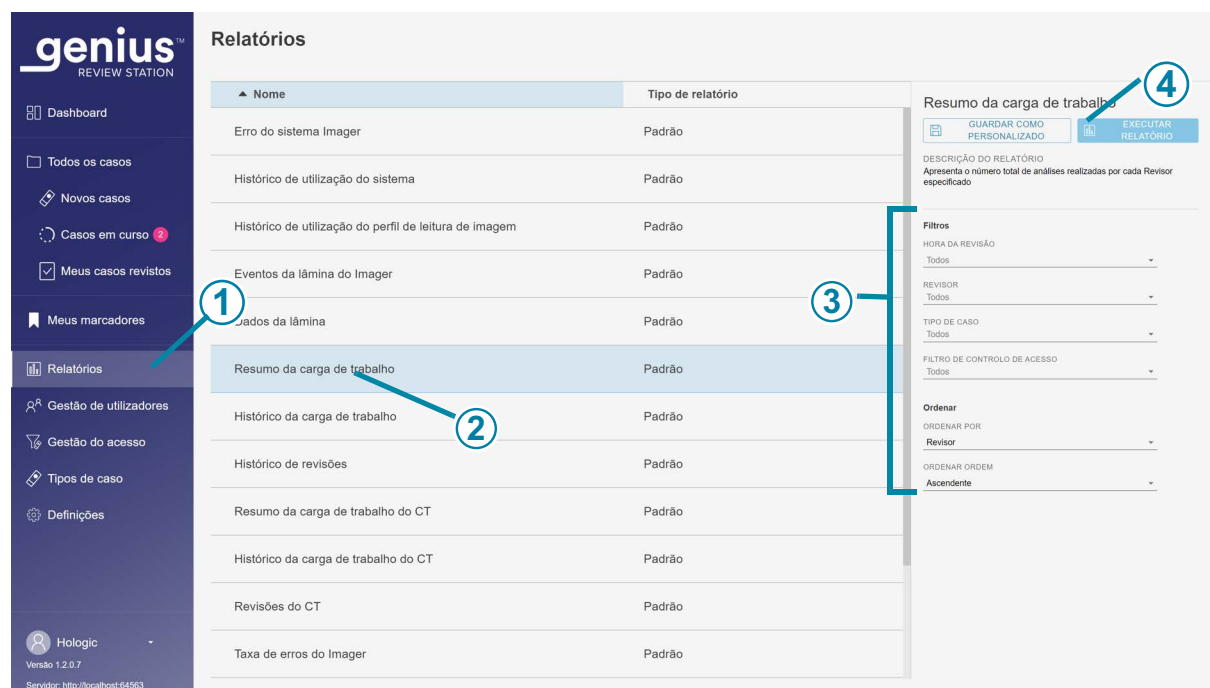 genius™
REVIEW STATION
Dashboard
Todos os casos
Novos casos
Casos em curso 2
Meus casos revistos
Meus marcadores
Relatórios
Gestão de utilizadores
Gestão do acesso
Tipos de caso
Definições
Hologic
Versão 1.2.0.7
Servidor: http://localhost:64563
Relatórios
Nome Tipo de relatório
Erro do sistema Imager Padrão
Histórico de utilização do sistema Padrão
Histórico de utilização do perfil de leitura de imagem Padrão
Eventos da lâmina do Imager Padrão
Dados da lâmina Padrão
Resumo da carga de trabalho Padrão
Histórico da carga de trabalho Padrão
Histórico de revisões Padrão
Resumo da carga de trabalho do CT Padrão
Histórico da carga de trabalho do CT Padrão
Revisões do CT Padrão
Taxa de erros do Imager Padrão
Resumo da carga de trabalho
GUARDAR COMO
PERSONALIZADO
EXECUTAR
RELATÓRIO
DESCRIÇÃO DO RELATÓRIO
Apresenta o número total de análises realizadas por cada Revisor
especificado
Filtros
HORA DA REVISÃO
Todos
REVISOR
Todos
TIPO DE CASO
Todos
FILTRO DE CONTROLO DE ACESSO
Todos
Ordenar
ORDENAR POR
Revisor
ORDENAR ORDEM
Ascendente
1
2
3
4